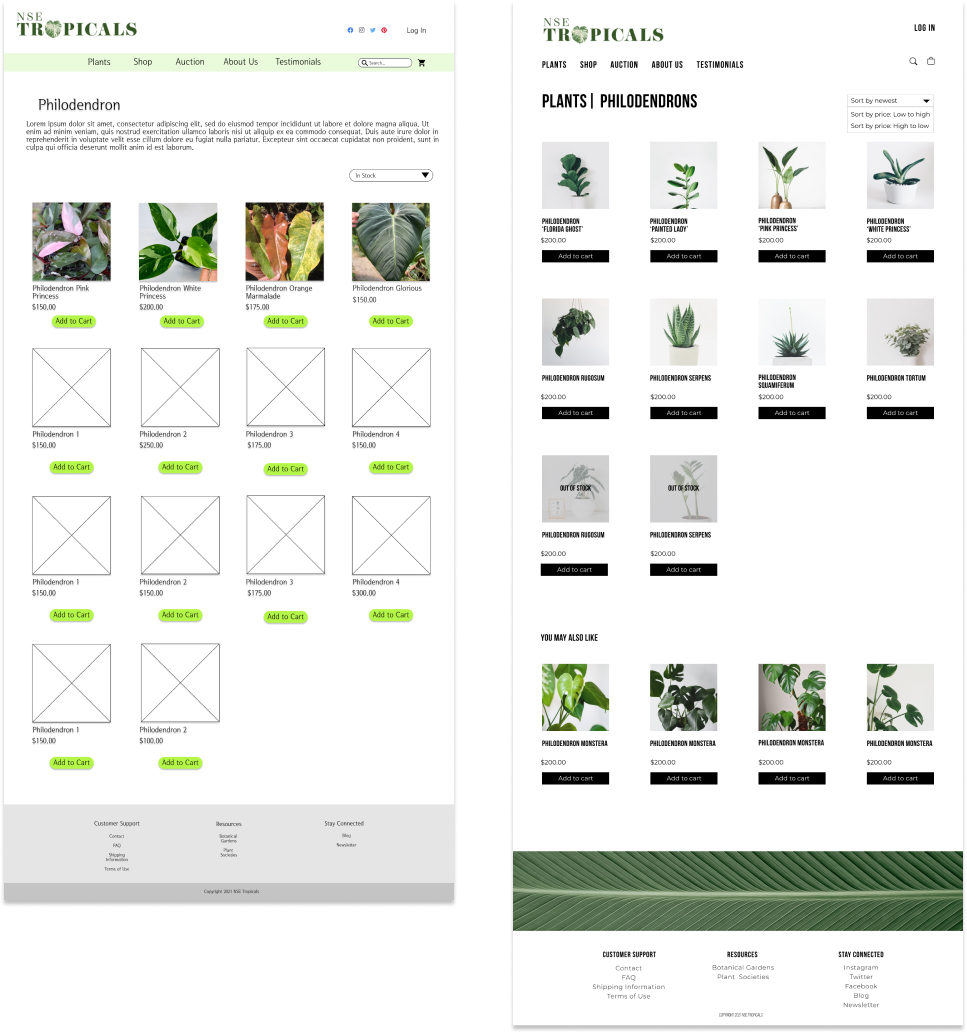 NSE
TROPICALS
Log In
Plants Shop Auction About Us Testimonials Search...
Philodendron
Lorem ipsum dolor sit amet, consectetur adipiscing elit, sed do eiusmod tempor incididunt ut labore et dolore magna aliqua. Ut
enim ad minim veniam, quis nostrud exercitation ullamco laboris nisi ut aliquip ex ea commodo consequat. Duis aute irure dolor in
reprehenderit in voluptate velit esse cillum dolore eu fugiat nulla pariatur. Excepteur sint occaecat cupidatat non proident, sunt in
culpa qui officia deserunt mollit anim id est laborum.
In Stock
Philodendron Pink
Princess
$150.00
Add to Cart
Philodendron White
Princess
$200.00
Add to Cart
Philodendron Orange
Marmalade
$175.00
Add to Cart
Philodendron Glorious
$150.00
Add to Cart
Philodendron 1
$150.00
Add to Cart
Philodendron 2
$250.00
Add to Cart
Philodendron 3
$175.00
Add to Cart
Philodendron 4
$150.00
Add to Cart
Philodendron 1
$150.00
Add to Cart
Philodendron 2
$150.00
Add to Cart
Philodendron 3
$175.00
Add to Cart
Philodendron 4
$300.00
Add to Cart
Philodendron 1
$150.00
Add to Cart
Philodendron 2
$100.00
Add to Cart
Customer Support
Contact
FAQ
Shipping
Information
Terms of Use
Resources
Botanical
Gardens
Plant
Societies
Stay Connected
Blog
Newsletter
Copyright 2021 NSE Tropicals
NSE
TROPICALS
LOG IN
PLANTS SHOP AUCTION ABOUT US TESTIMONIALS
PLANTS| PHILODENDRONS
Sort by newest
Sort by price: Low to high
Sort by price: High to low
PHILODENDRON
'FLORIDA GHOST'
$200.00
Add to cart
PHILODENDRON
'PAINTED LADY'
$200.00
Add to cart
PHILODENDRON
'PINK PRINCESS'
$200.00
Add to cart
PHILODENDRON
'WHITE PRINCESS'
$200.00
Add to cart
PHILODENDRON RUGOSUM
$200.00
Add to cart
PHILODENDRON SERPENS
$200.00
Add to cart
PHILODENDRON
SQUAMIFERUM
$200.00
Add to cart
PHILODENDRON TORTUM
$200.00
Add to cart
OUT OF STOCK
PHILODENDRON RUGOSUM
$200.00
Add to cart
OUT OF STOCK
PHILODENDRON SERPENS
$200.00
Add to cart
YOU MAY ALSO LIKE
PHILODENDRON MONSTERA
$200.00
Add to cart
PHILODENDRON MONSTERA
$200.00
Add to cart
PHILODENDRON MONSTERA
$200.00
Add to cart
PHILODENDRON MONSTERA
$200.00
Add to cart
CUSTOMER SUPPORT
Contact
FAQ
Shipping Information
Terms of Use
RESOURCES
Botanical Gardens
Plant Societies
STAY CONNECTED
Instagram
Twitter
Facebook
Blog
Newsletter
COPYRIGHT 2021 NSE TROPICALS